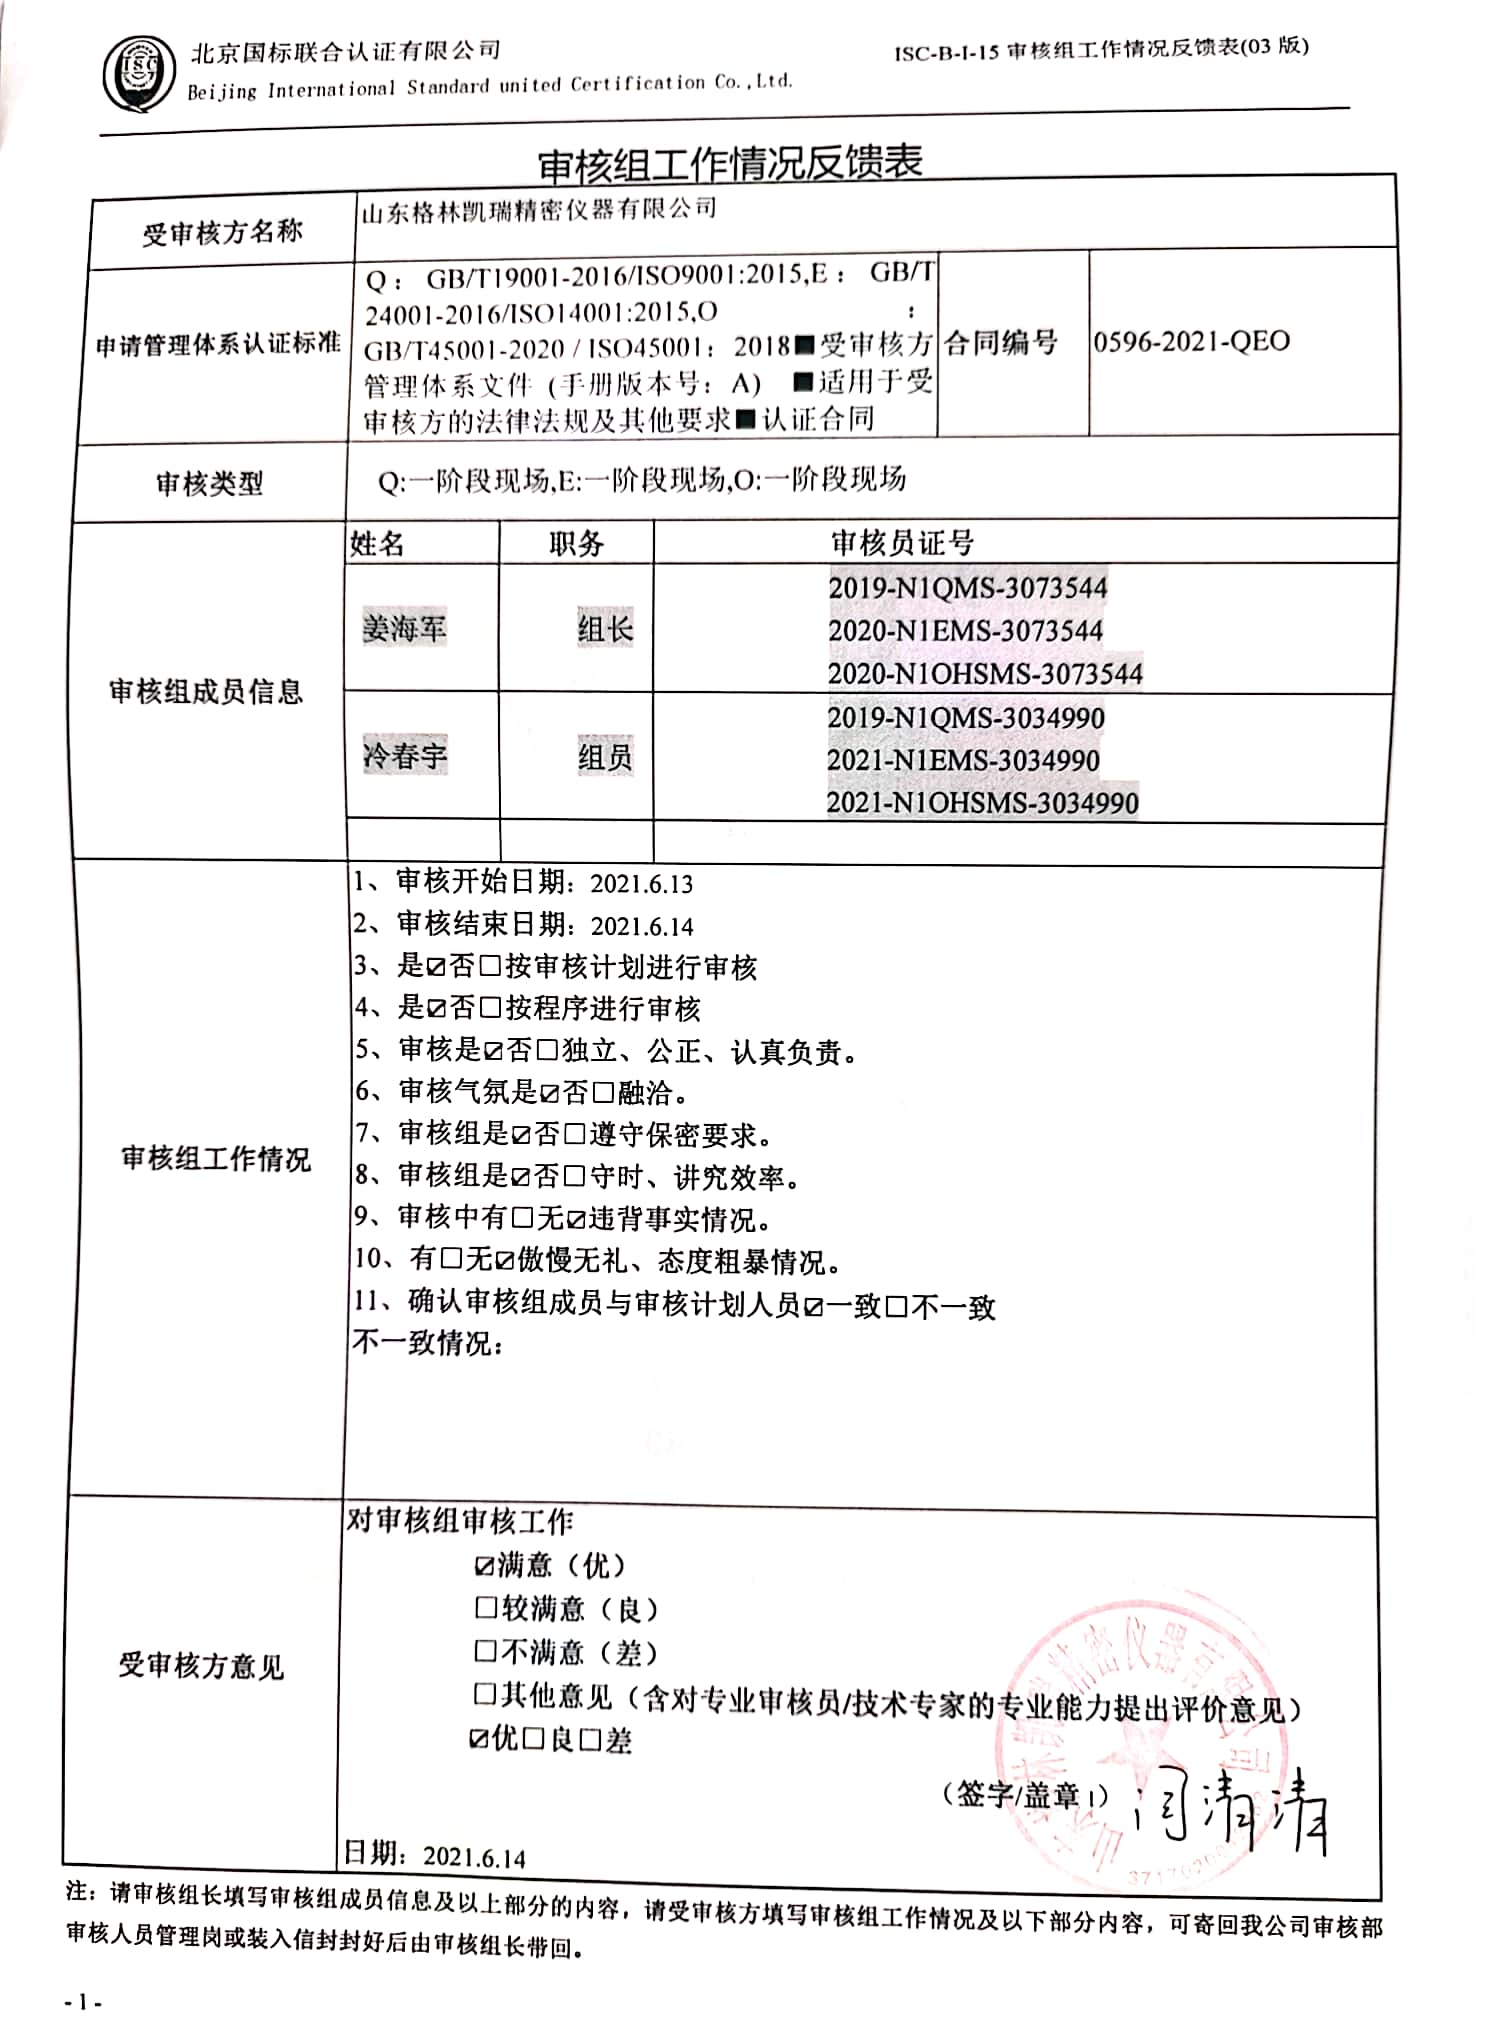 北京国标联合认证有限公司
Beijing International Standard united Certification Co.,Ltd.
ISC-B-I-15 审核组工作情况反馈表(03 版)
审核组工作情况反馈表
受审核方名称
山东格林凯瑞精密仪器有限公司
申请管理体系认证标准
Q： GB/T19001-2016/ISO9001:2015,E： GB/T
24001-2016/ISO14001:2015,O ：
GB/T45001-2020 / ISO45001：2018■受审核方
管理体系文件（手册版本号：A） ■适用于受
审核方的法律法规及其他要求■认证合同
合同编号
0596-2021-QEO
审核类型
Q:一阶段现场,E:一阶段现场,O:一阶段现场
审核组成员信息
姓名 职务 审核员证号
姜海军 组长
2019-N1QMS-3073544
2020-N1EMS-3073544
2020-N1OHSMS-3073544
冷春宇 组员
2019-N1QMS-3034990
2021-N1EMS-3034990
2021-N1OHSMS-3034990
审核组工作情况
1、审核开始日期：2021.6.13
2、审核结束日期：2021.6.14
3、是☑否☐按审核计划进行审核
4、是☑否☐按程序进行审核
5、审核是☑否☐独立、公正、认真负责。
6、审核气氛是☑否☐融洽。
7、审核组是☑否☐遵守保密要求。
8、审核组是☑否☐守时、讲究效率。
9、审核中有☐无☑违背事实情况。
10、有☐无☑傲慢无礼、态度粗暴情况。
11、确认审核组成员与审核计划人员☑一致☐不一致
不一致情况：
受审核方意见
对审核组审核工作
☑满意（优）
☐较满意（良）
☐不满意（差）
☐其他意见（含对专业审核员/技术专家的专业能力提出评价意见）
☑优☐良☐差
（签字/盖章）闫清清
日期：2021.6.14
注：请审核组长填写审核组成员信息及以上部分的内容，请受审核方填写审核组工作情况及以下部分内容，可寄回我公司审核部
审核人员管理岗或装入信封封好后由审核组长带回。
- 1 -